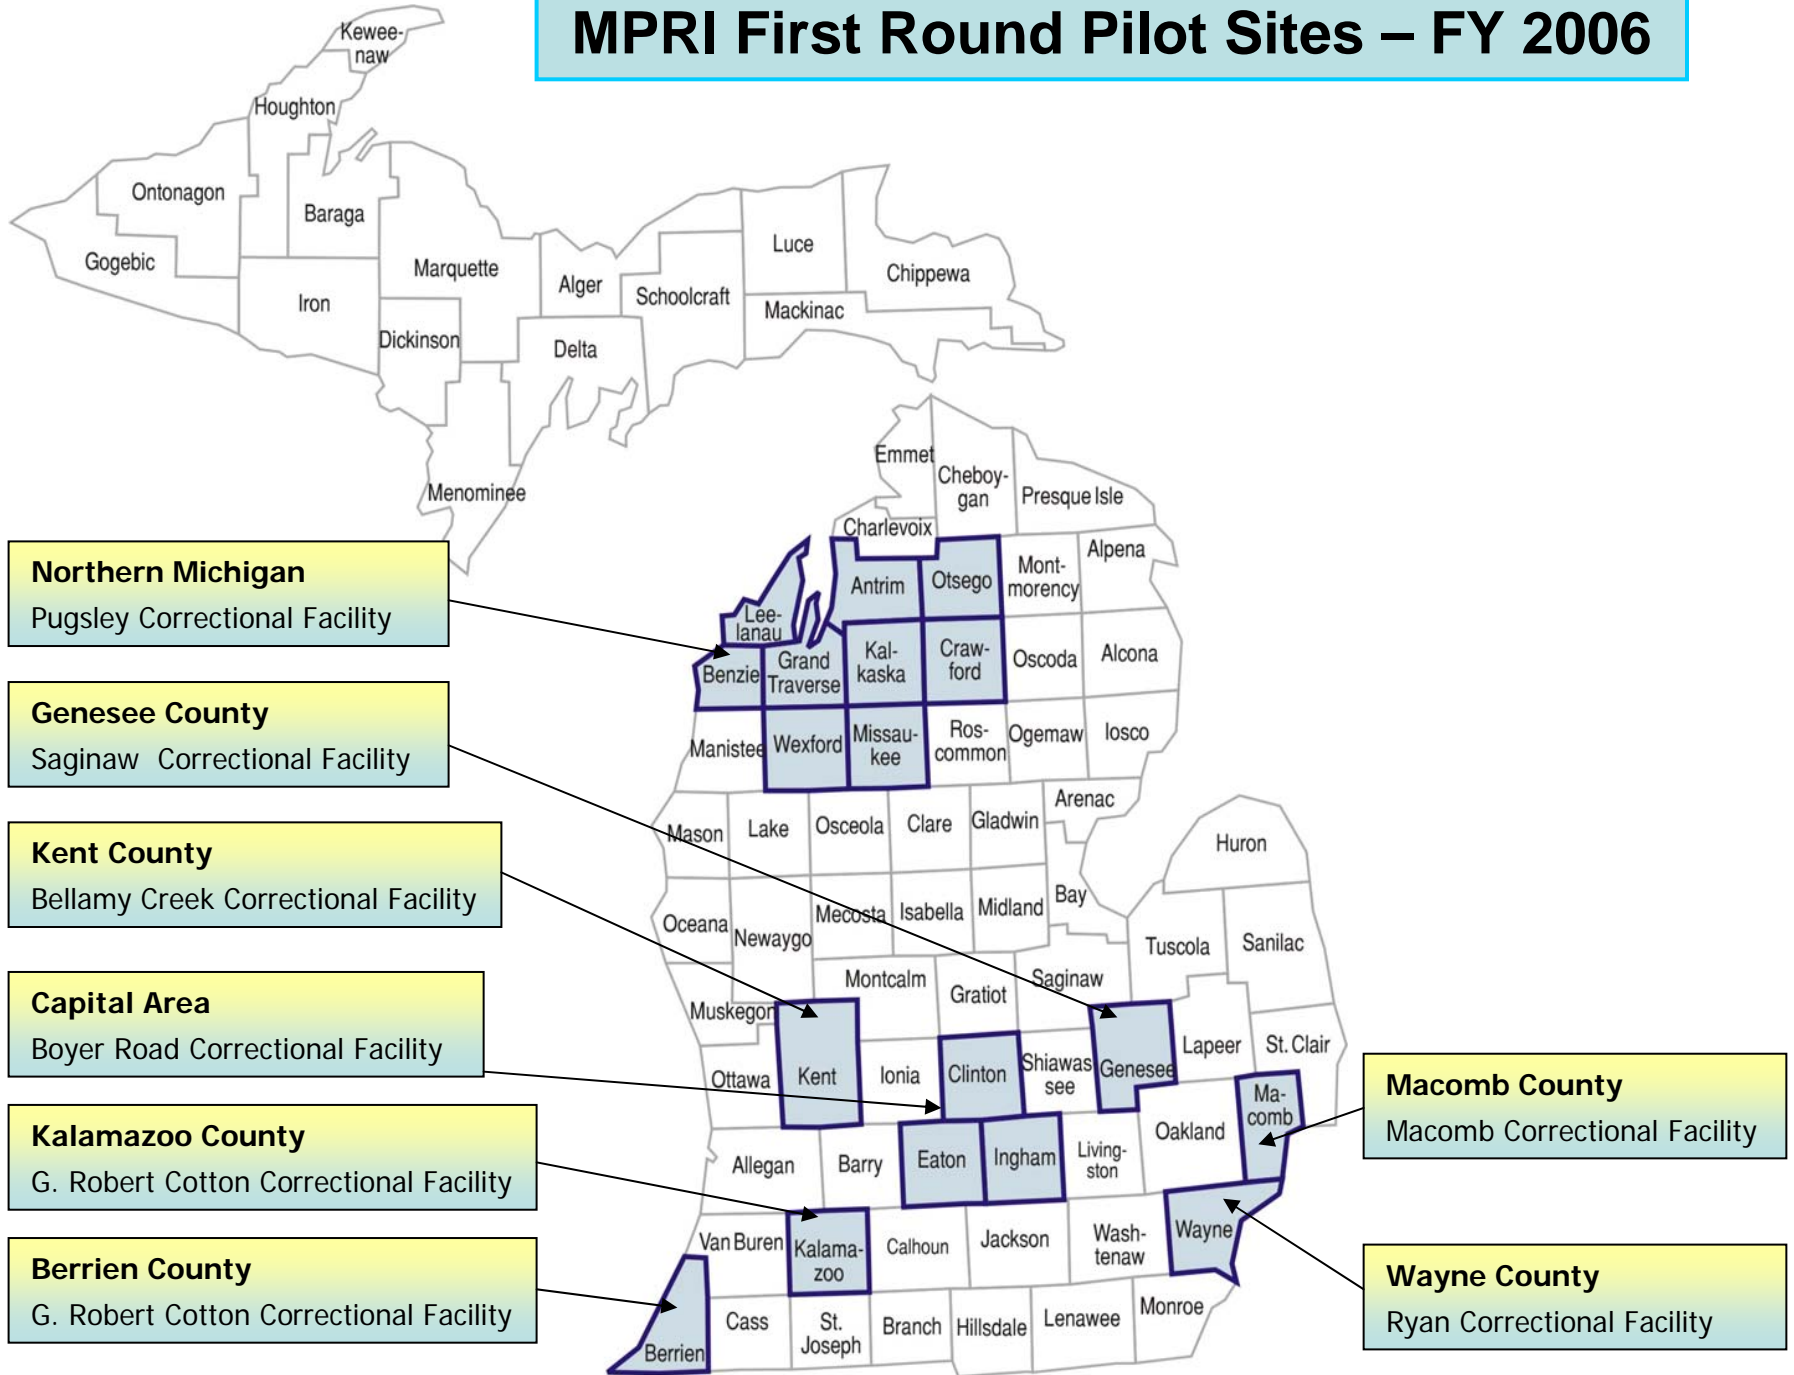 MPRI First Round Pilot Sites – FY 2006
Kewee-
naw
Houghton
Ontonagon
Baraga
Gogebic
Iron
Marquette
Dickinson
Alger
Delta
Schoolcraft
Luce
Mackinac
Chippewa
Menominee
Emmet
Cheboy-
gan
Presque Isle
Charlevoix
Antrim
Otsego
Mont-
morency
Alpena
Lee-
lanau
Benzie
Grand
Traverse
Kal-
kaska
Craw-
ford
Oscoda
Alcona
Manistee
Wexford
Missau-
kee
Ros-
common
Ogemaw
Iosco
Mason
Lake
Osceola
Clare
Gladwin
Arenac
Huron
Oceana
Newaygo
Mecosta
Isabella
Midland
Bay
Tuscola
Sanilac
Muskegon
Montcalm
Gratiot
Saginaw
Ottawa
Kent
Ionia
Clinton
Shiawas
see
Genesee
Lapeer
St. Clair
Ma-
comb
Allegan
Barry
Eaton
Ingham
Living-
ston
Oakland
Van Buren
Kalama-
zoo
Calhoun
Jackson
Wash-
tenaw
Wayne
Berrien
Cass
St.
Joseph
Branch
Hillsdale
Lenawee
Monroe
Northern Michigan
Pugsley Correctional Facility
Genesee County
Saginaw Correctional Facility
Kent County
Bellamy Creek Correctional Facility
Capital Area
Boyer Road Correctional Facility
Kalamazoo County
G. Robert Cotton Correctional Facility
Berrien County
G. Robert Cotton Correctional Facility
Macomb County
Macomb Correctional Facility
Wayne County
Ryan Correctional Facility